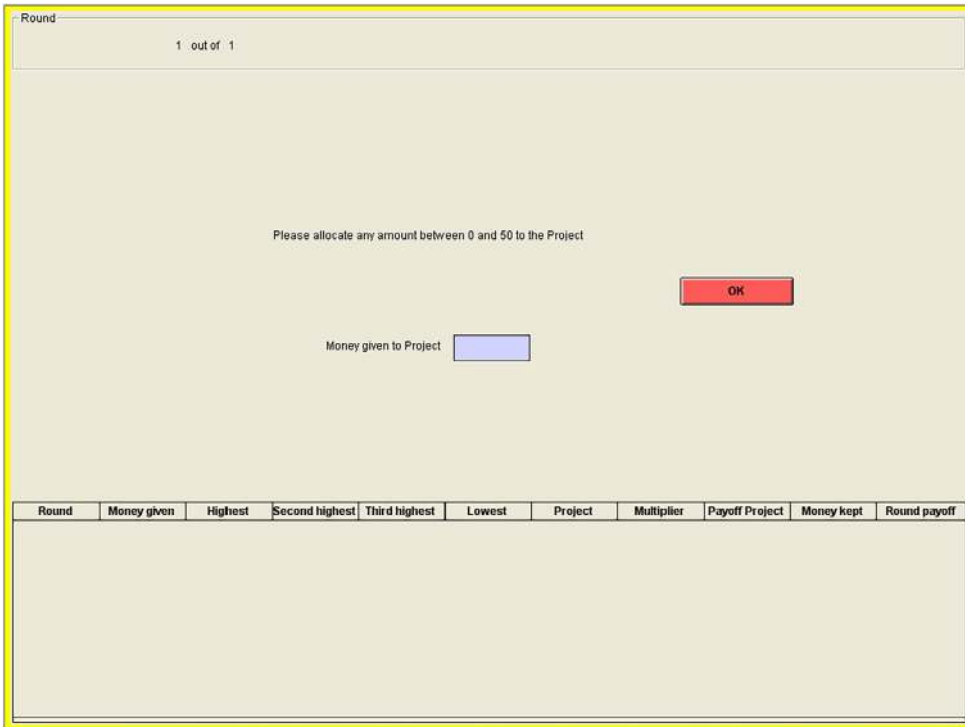 Round
1 out of 1
Please allocate any amount between 0 and 50 to the Project
OK
Money given to Project
Round Money given Highest Second highest Third highest Lowest Project Multiplier Payoff Project Money kept Round payoff